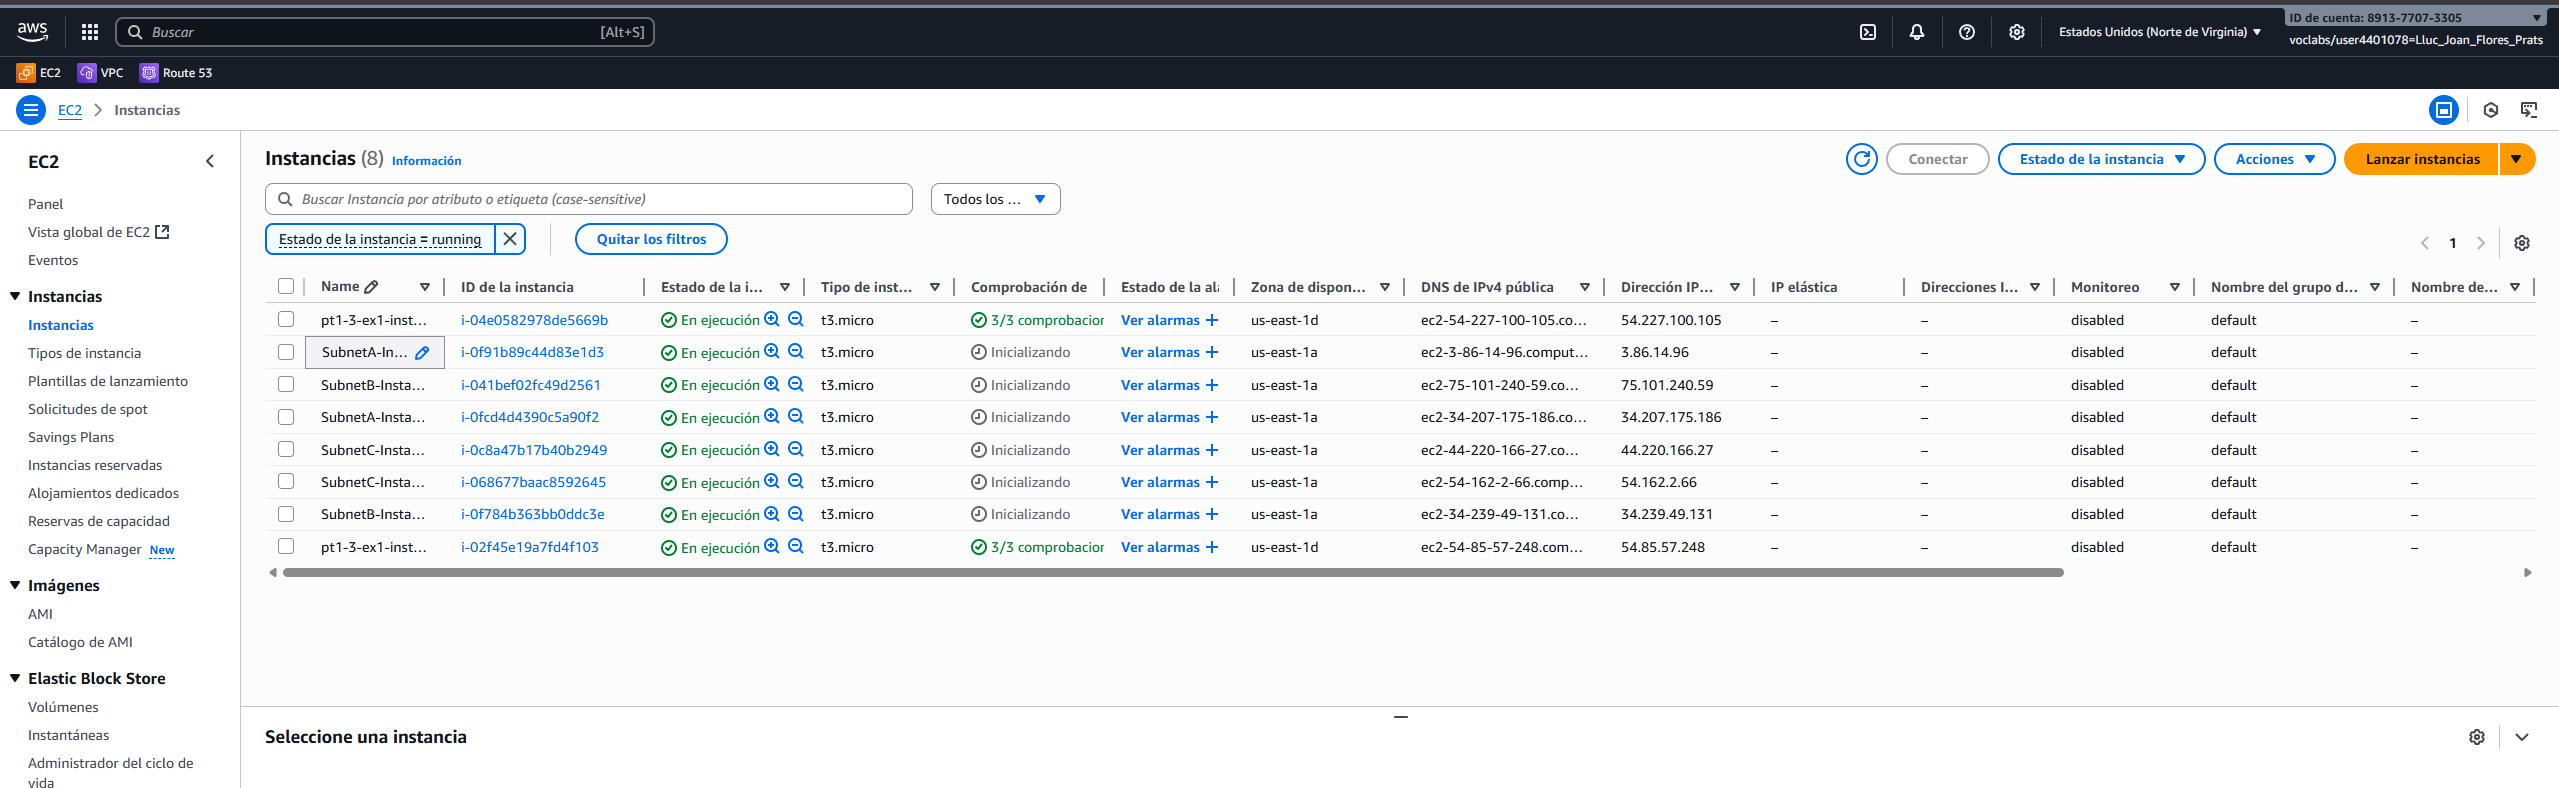 aws
Buscar [Alt+S]
Estados Unidos (Norte de Virginia)
ID de cuenta: 8913-7707-3305
voclabs/user4401078=Lluc_Joan_Flores_Prats
EC2 VPC Route 53
EC2 > Instancias
EC2
Panel
Vista global de EC2
Eventos
Instancias
Instancias
Tipos de instancia
Plantillas de lanzamiento
Solicitudes de spot
Savings Plans
Instancias reservadas
Alojamientos dedicados
Reservas de capacidad
Capacity Manager New
Imágenes
AMI
Catálogo de AMI
Elastic Block Store
Volúmenes
Instantáneas
Administrador del ciclo de
vida
Instancias (8) Información
Conectar Estado de la instancia Acciones Lanzar instancias
Buscar Instancia por atributo o etiqueta (case-sensitive) Todos los ...
Estado de la instancia = running Quitar los filtros
1
Name ID de la instancia Estado de la i... Tipo de inst... Comprobación de Estado de la ala Zona de dispon... DNS de IPv4 pública Dirección IP... IP elástica Direcciones I... Monitoreo Nombre del grupo d... Nombre de...
pt1-3-ex1-inst... i-04e0582978de5669b En ejecución t3.micro 3/3 comprobacior Ver alarmas + us-east-1d ec2-54-227-100-105.co... 54.227.100.105 – – disabled default –
SubnetA-In... i-0f91b89c44d83e1d3 En ejecución t3.micro Inicializando Ver alarmas + us-east-1a ec2-3-86-14-96.comput... 3.86.14.96 – – disabled default –
SubnetB-Insta... i-041bef02fc49d2561 En ejecución t3.micro Inicializando Ver alarmas + us-east-1a ec2-75-101-240-59.co... 75.101.240.59 – – disabled default –
SubnetA-Insta... i-0fcd4d4390c5a90f2 En ejecución t3.micro Inicializando Ver alarmas + us-east-1a ec2-34-207-175-186.co... 34.207.175.186 – – disabled default –
SubnetC-Insta... i-0c8a47b17b40b2949 En ejecución t3.micro Inicializando Ver alarmas + us-east-1a ec2-44-220-166-27.co... 44.220.166.27 – – disabled default –
SubnetC-Insta... i-068677baac8592645 En ejecución t3.micro Inicializando Ver alarmas + us-east-1a ec2-54-162-2-66.comp... 54.162.2.66 – – disabled default –
SubnetB-Insta... i-0f784b363bb0ddc3e En ejecución t3.micro Inicializando Ver alarmas + us-east-1a ec2-34-239-49-131.co... 34.239.49.131 – – disabled default –
pt1-3-ex1-inst... i-02f45e19a7fd4f103 En ejecución t3.micro 3/3 comprobacior Ver alarmas + us-east-1d ec2-54-85-57-248.com... 54.85.57.248 – – disabled default –
Seleccione una instancia